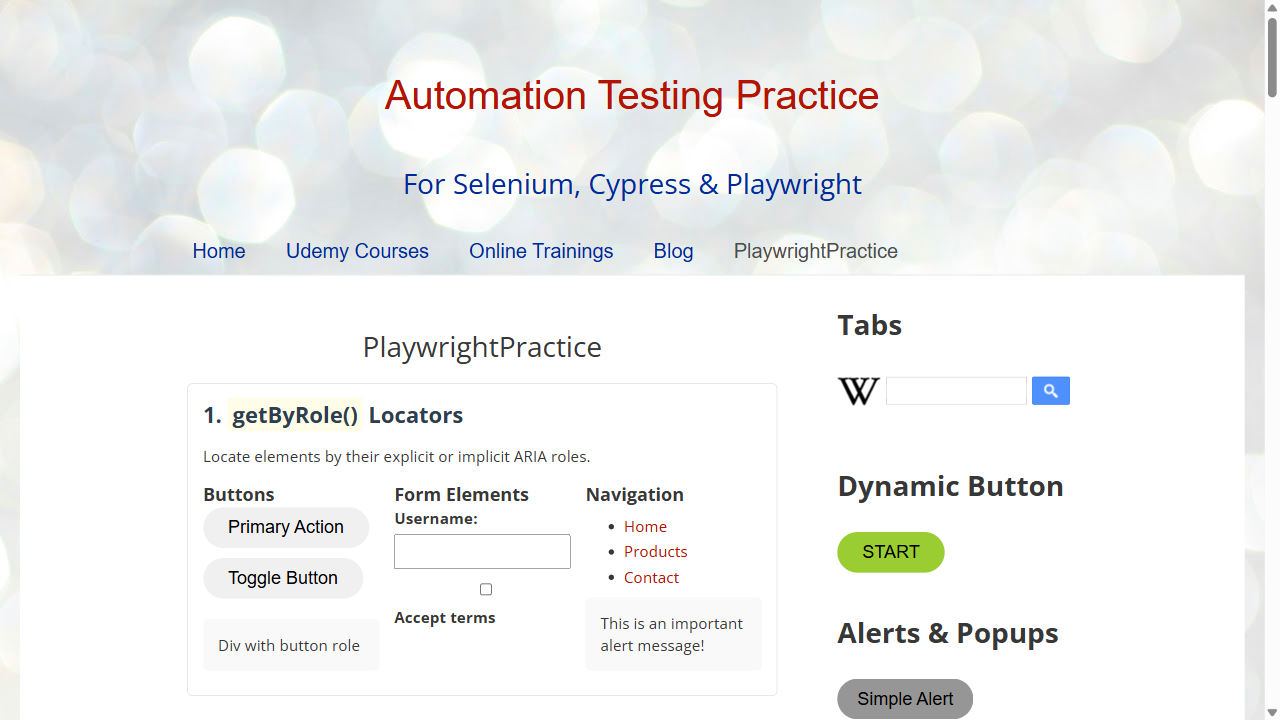 Automation Testing Practice
For Selenium, Cypress & Playwright
Home Udemy Courses Online Trainings Blog PlaywrightPractice
PlaywrightPractice
1. getByRole() Locators
Locate elements by their explicit or implicit ARIA roles.
Buttons
Primary Action
Toggle Button
Div with button role
Form Elements
Username:
Accept terms
Navigation
Home
Products
Contact
This is an important
alert message!
Tabs
W
Dynamic Button
START
Alerts & Popups
Simple Alert